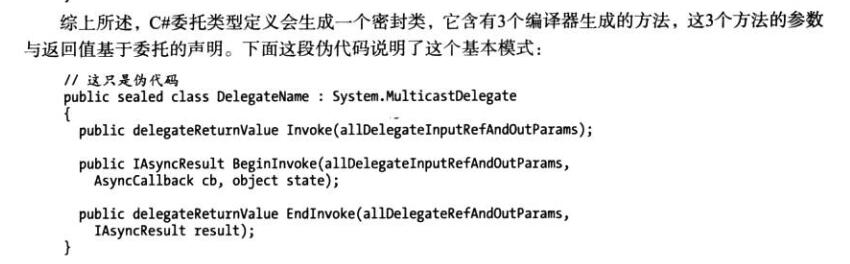 综上所述，C#委托类型定义会生成一个密封类，它含有3个编译器生成的方法，这3个方法的参数
与返回值基于委托的声明。下面这段伪代码说明了这个基本模式：
// 这只是伪代码
public sealed class DelegateName : System.MulticastDelegate
{
public delegateReturnValue Invoke(allDelegateInputRefAndOutParams);
public IAsyncResult BeginInvoke(allDelegateInputRefAndOutParams,
AsyncCallback cb, object state);
public delegateReturnValue EndInvoke(allDelegateRefAndOutParams,
IAsyncResult result);
}